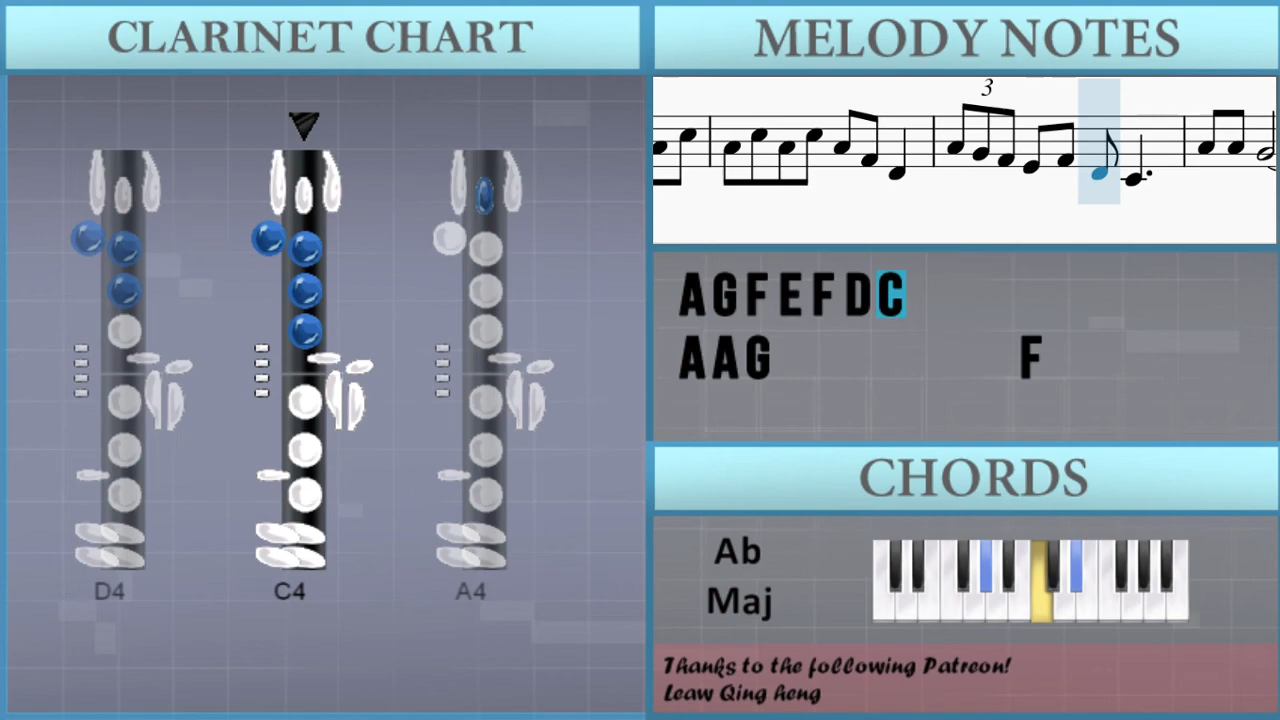 CLARINET CHART
D4 C4 A4
MELODY NOTES
3
AGFEFDC
AAG F
CHORDS
Ab
Maj
Thanks to the following Patreon!
Leaw Qing heng